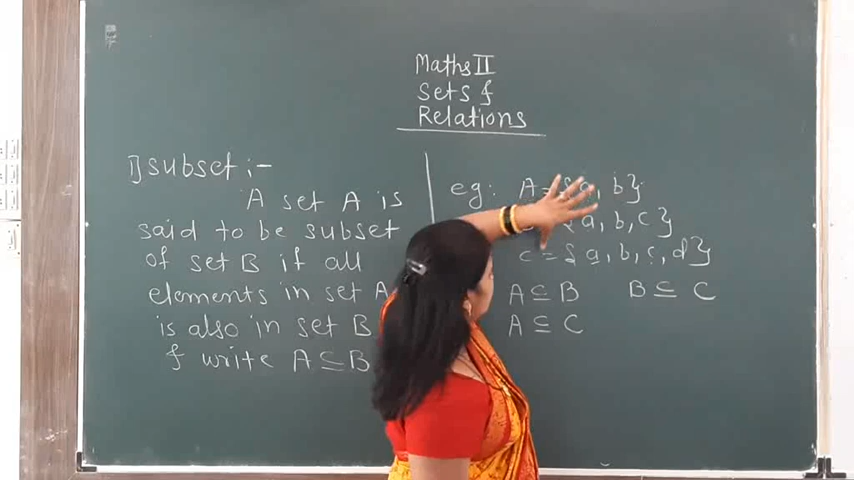 Maths II
Sets &
Relations
1] subset :-
A set A is
said to be subset
of set B if all
elements in set A
is also in set B
& write A ⊆ B
eg: A = {a, b}
{a, b, c}
c = {a, b, c, d}
A ⊆ B B ⊆ C
A ⊆ C